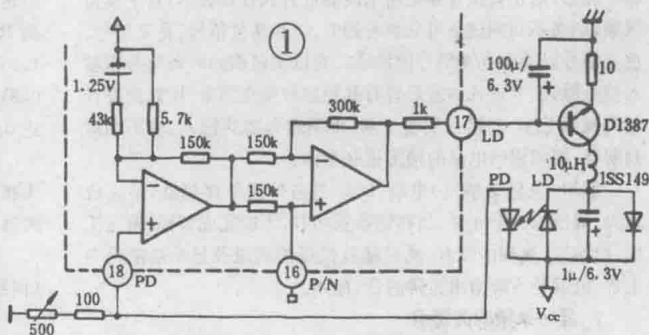 ①
1.25V
43k
5.7k
150k
150k
150k
300k
1k
+
+
18
PD
16
P/N
17
LD
500
100
100μ/
6.3V
+
10
D1387
10μH
1SS149
PD
LD
+
1μ/6.3V
Vcc